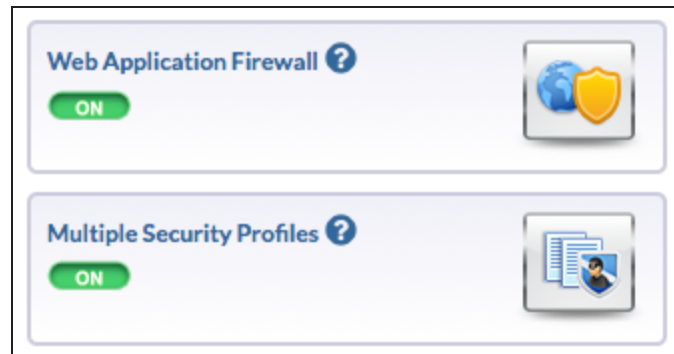 Web Application Firewall ?
ON
Multiple Security Profiles ?
ON